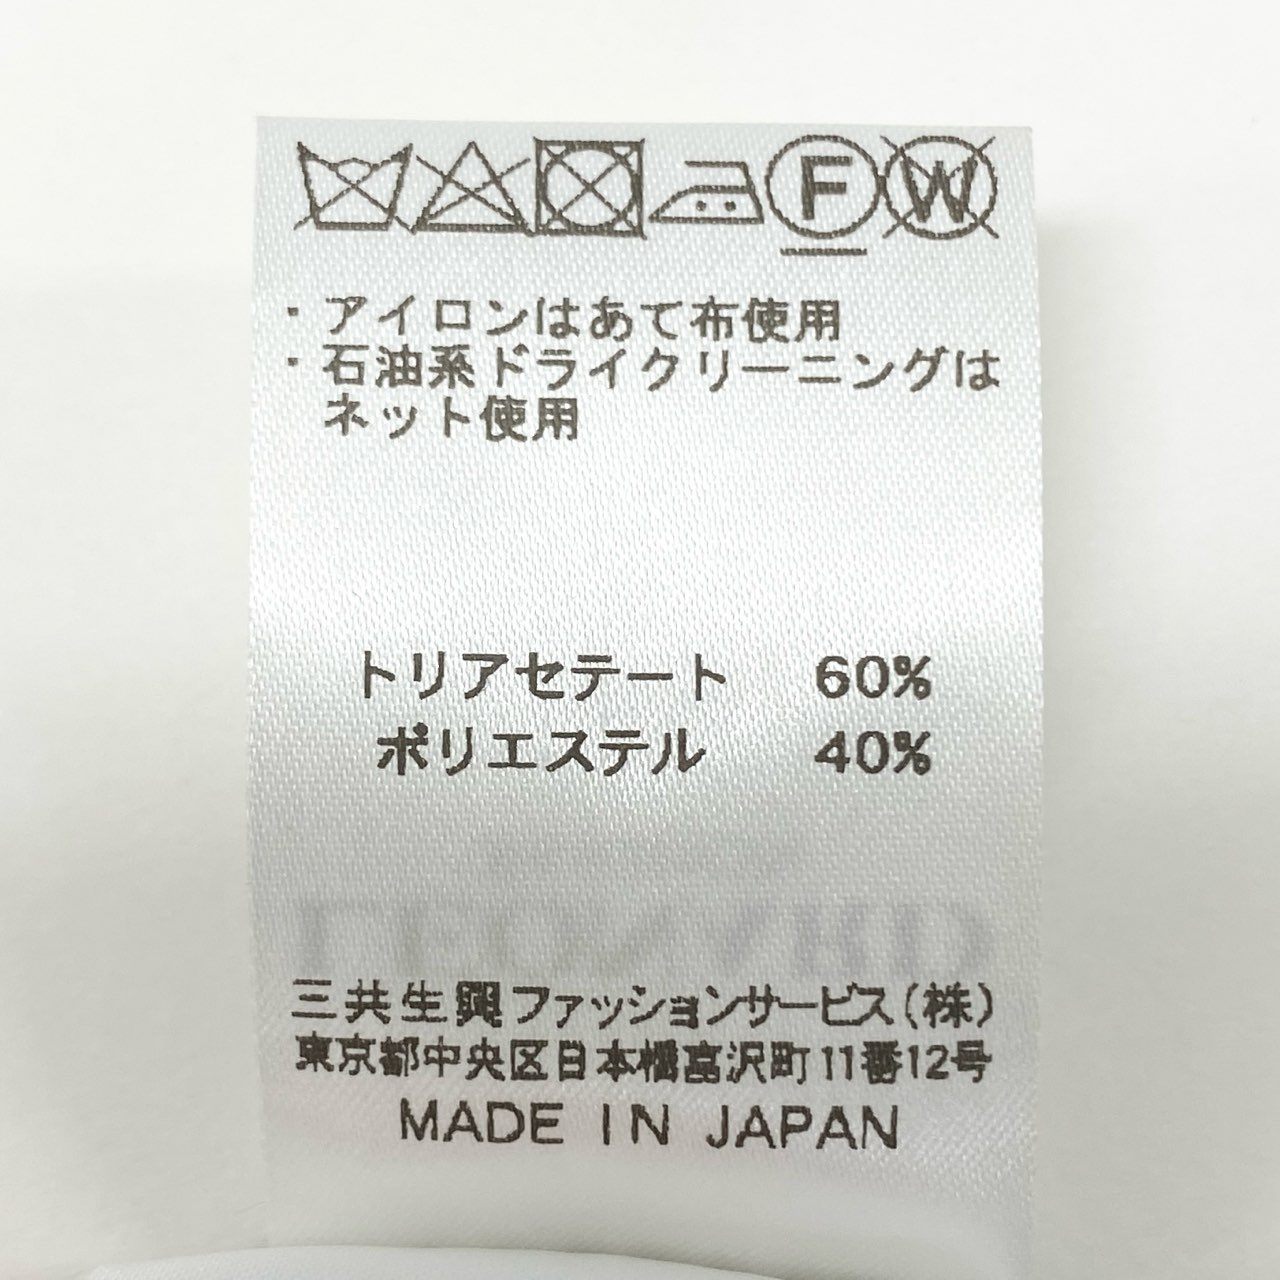 F W
・アイロンはあて布使用
・石油系ドライクリーニングは
ネット使用
トリアセテート 60%
ポリエステル 40%
三共生興ファッションサービス(株)
東京都中央区日本橋富沢町11番12号
MADE IN JAPAN